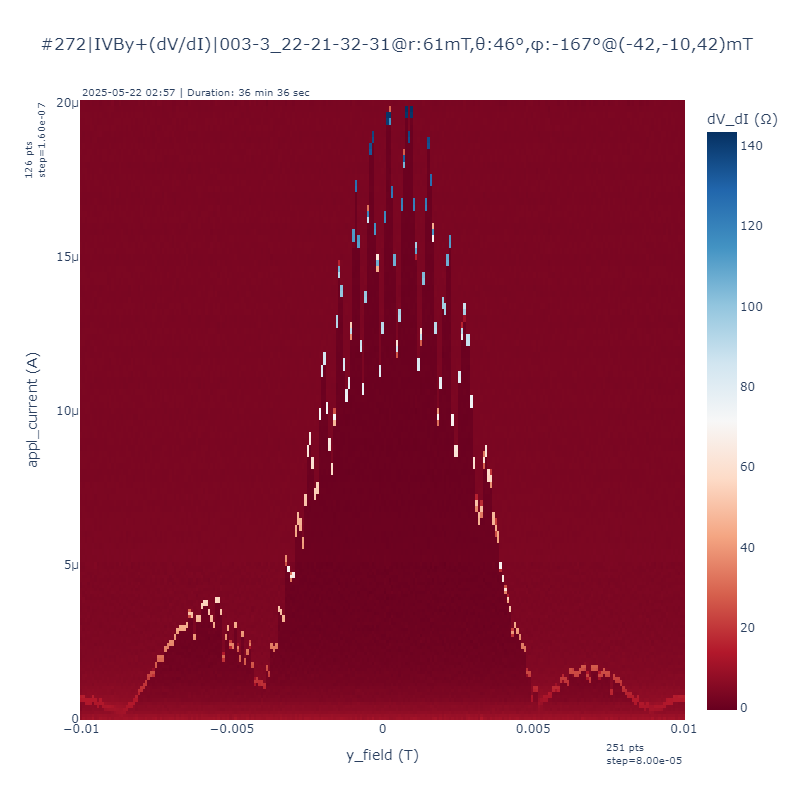 #272|IVBy+(dV/dI)|003-3_22-21-32-31@r:61mT,θ:46°,φ:-167°@(-42,-10,42)mT
2025-05-22 02:57 | Duration: 36 min 36 sec
126 pts
step=1.60e-07
dV_dI (Ω)
140
120
100
80
60
40
20
0
20μ
15μ
10μ
5μ
0
appl_current (A)
−0.01
−0.005
0
0.005
0.01
y_field (T)
251 pts
step=8.00e-05